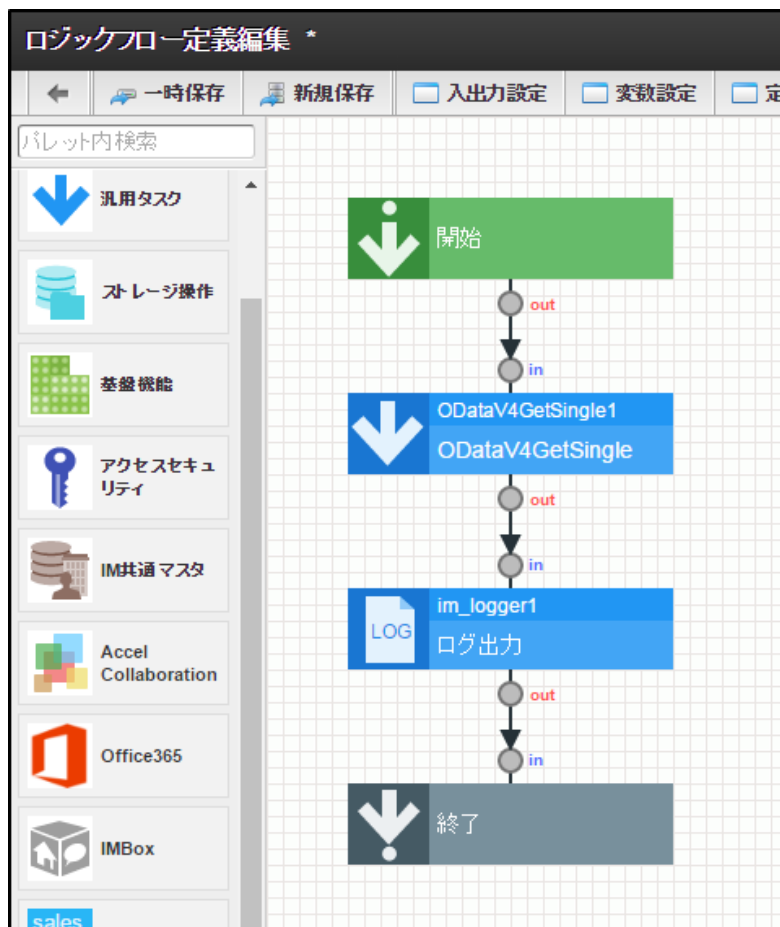 ロジックフロー定義編集 *
一時保存
新規保存
入出力設定
変数設定
定
パレット内検索
汎用タスク
ストレージ操作
基盤機能
アクセスセキュ
リティ
IM共通マスタ
Accel
Collaboration
Office365
IMBox
sales
開始
out
in
ODataV4GetSingle1
ODataV4GetSingle
out
in
im_logger1
LOG
ログ出力
out
in
終了